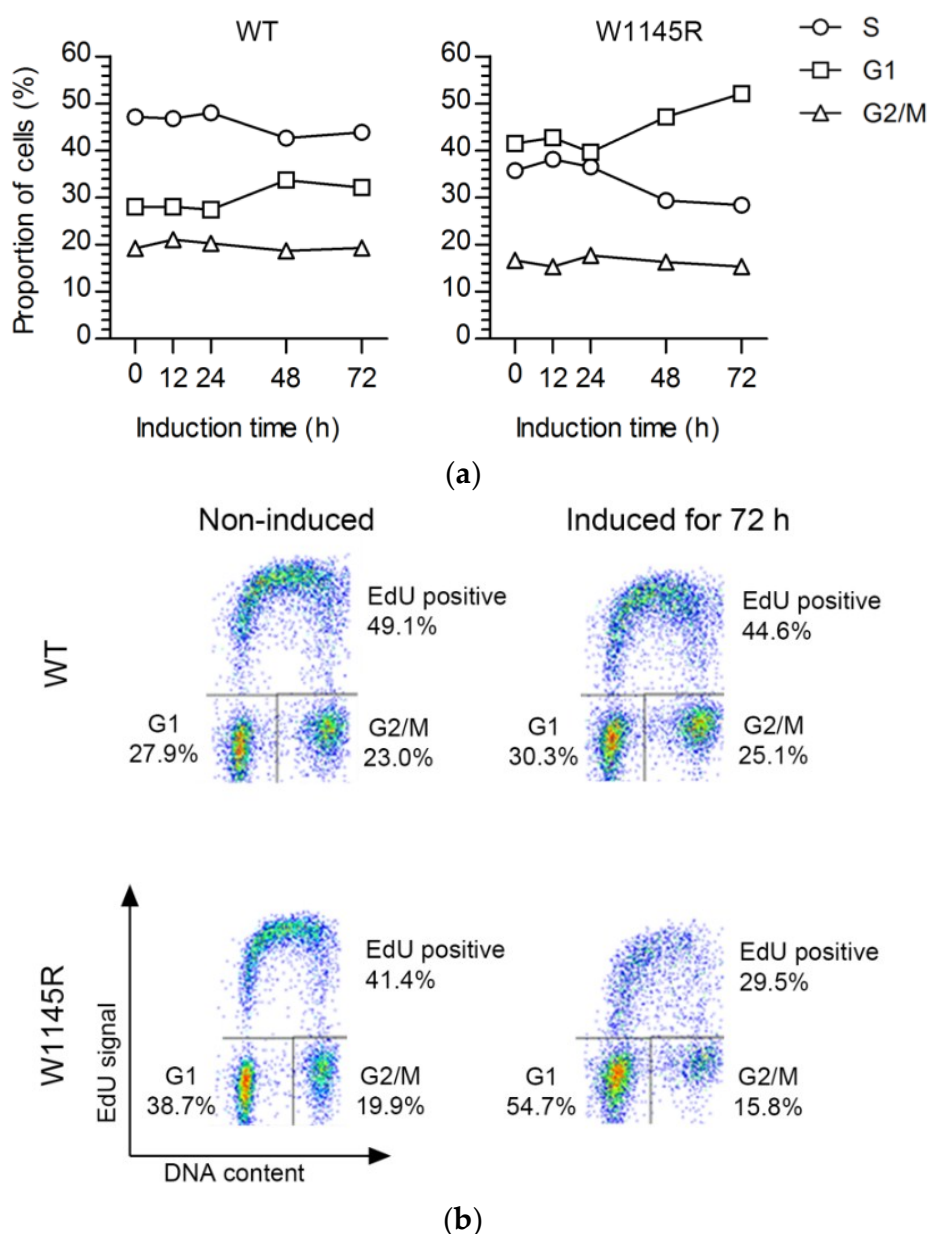 WT
W1145R
S
G1
G2/M
Proportion of cells (%)
60
50
40
30
20
10
0
0 12 24 48 72
Induction time (h)
60
50
40
30
20
10
0
0 12 24 48 72
Induction time (h)
(a)
Non-induced
Induced for 72 h
WT
EdU positive
49.1%
G1
27.9%
G2/M
23.0%
EdU positive
44.6%
G1
30.3%
G2/M
25.1%
W1145R
EdU signal
DNA content
EdU positive
41.4%
G1
38.7%
G2/M
19.9%
EdU positive
29.5%
G1
54.7%
G2/M
15.8%
(b)